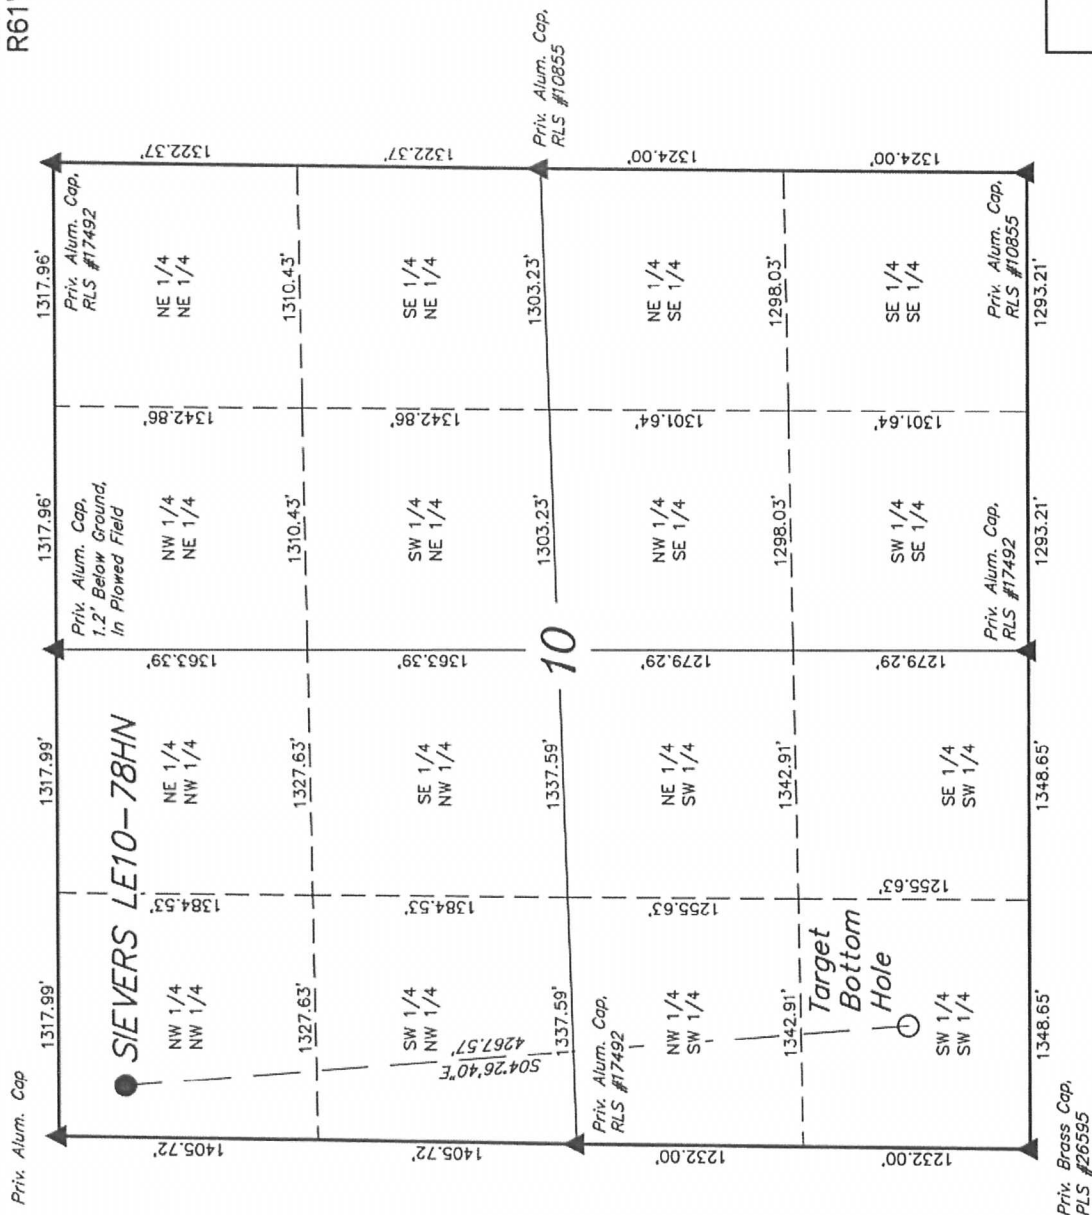 R61
Priv. Alum. Cap
1317.99'
1317.99'
1317.96'
1317.96'
Priv. Alum. Cap,
1.2' Below Ground,
In Plowed Field
Priv. Alum. Cap,
RLS #17492
SIEVERS LE10-78HN
1405.72'
NW 1/4
NW 1/4
1384.53'
NE 1/4
NW 1/4
1363.39'
NW 1/4
NE 1/4
1342.86'
NE 1/4
NE 1/4
1322.37'
1327.63'
1327.63'
1310.43'
1310.43'
1405.72'
SW 1/4
NW 1/4
1384.53'
SE 1/4
NW 1/4
1363.39'
SW 1/4
NE 1/4
1342.86'
SE 1/4
NE 1/4
1322.37'
S04°26'40"E
4267.57'
1337.59'
1337.59'
10
1303.23'
1303.23'
Priv. Alum. Cap,
RLS #10855
Priv. Alum. Cap,
RLS #17492
1232.00'
NW 1/4
SW 1/4
1255.63'
NE 1/4
SW 1/4
1279.29'
NW 1/4
SE 1/4
1301.64'
NE 1/4
SE 1/4
1324.00'
1342.91'
1342.91'
1298.03'
1298.03'
Target
Bottom
Hole
1232.00'
SW 1/4
SW 1/4
1255.63'
SE 1/4
SW 1/4
1279.29'
SW 1/4
SE 1/4
1301.64'
SE 1/4
SE 1/4
1324.00'
Priv. Alum. Cap,
RLS #17492
Priv. Alum. Cap,
RLS #10855
1348.65'
1348.65'
1293.21'
1293.21'
Priv. Brass Cap,
PLS #26595